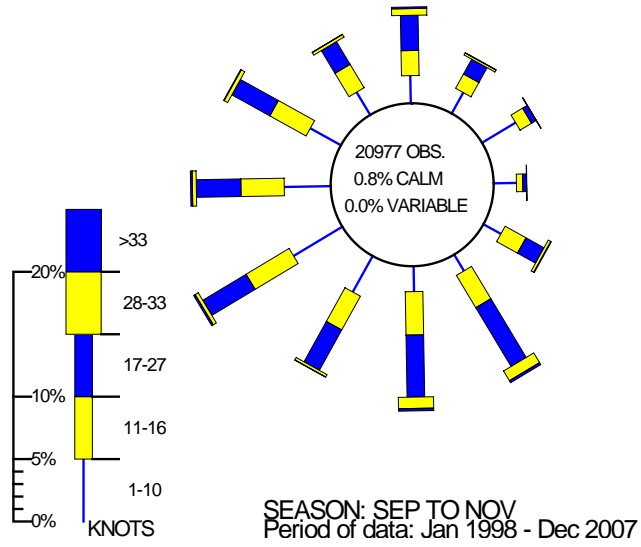 20977 OBS.
0.8% CALM
0.0% VARIABLE
>33
20%
28-33
17-27
10%
11-16
5%
1-10
0%
KNOTS
SEASON: SEP TO NOV
Period of data: Jan 1998 - Dec 2007